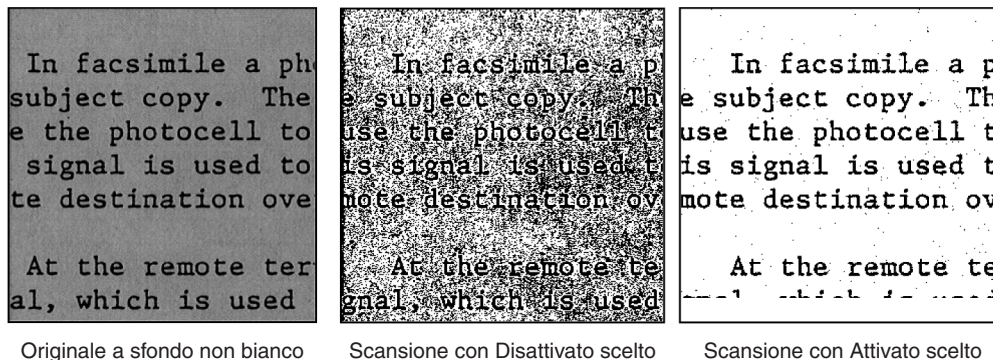 In facsimile a pho
subject copy. The
e the photocell to
signal is used to
te destination ove
At the remote ter
al, which is used
Originale a sfondo non bianco
In facsimile a p
e subject copy. Th
use the photocell t
is signal is used t
mote destination ov
At the remote te
gnal, which is used
Scansione con Disattivato scelto
In facsimile a p
e subject copy. Th
use the photocell t
is signal is used t
mote destination ov
At the remote te
Scansione con Attivato scelto